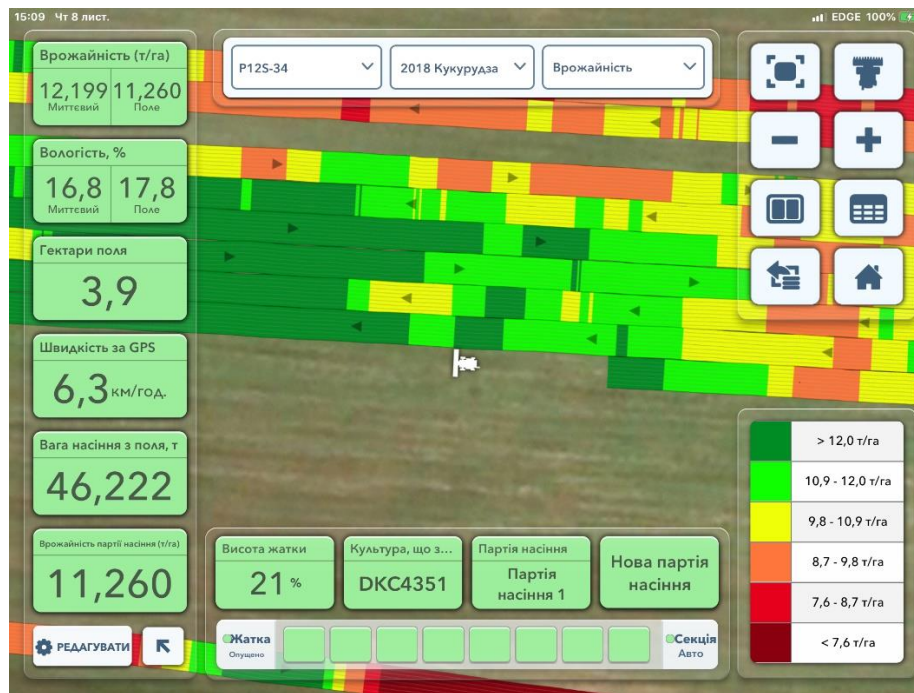 15:09 Чт 8 лист.
EDGE 100%
Врожайність (т/га)
12,199 11,260
Миттєвий Поле
Вологість, %
16,8 17,8
Миттєвий Поле
Гектари поля
3,9
Швидкість за GPS
6,3 км/год.
Вага насіння з поля, т
46,222
Врожайність партії насіння (т/га)
11,260
РЕДАГУВАТИ
P12S-34
2018 Кукурудза
Врожайність
> 12,0 т/га
10,9 - 12,0 т/га
9,8 - 10,9 т/га
8,7 - 9,8 т/га
7,6 - 8,7 т/га
< 7,6 т/га
Висота жатки
21 %
Культура, що з...
DKC4351
Партія насіння
Партія
насіння 1
Нова партія
насіння
Жатка
Опущено
Секція
Авто